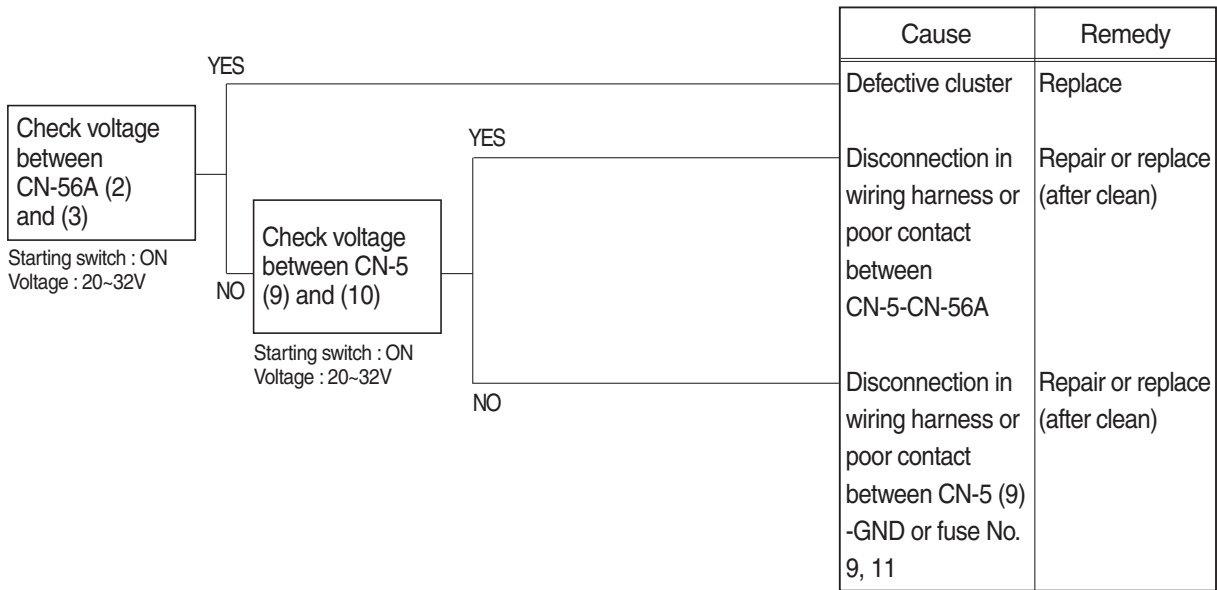 Cause
Remedy
YES
Defective cluster
Replace
Check voltage
between
CN-56A (2)
and (3)
Starting switch : ON
Voltage : 20~32V
YES
Disconnection in
wiring harness or
poor contact
between
CN-5-CN-56A
Repair or replace
(after clean)
NO
Check voltage
between CN-5
(9) and (10)
Starting switch : ON
Voltage : 20~32V
NO
Disconnection in
wiring harness or
poor contact
between CN-5 (9)
-GND or fuse No.
9, 11
Repair or replace
(after clean)